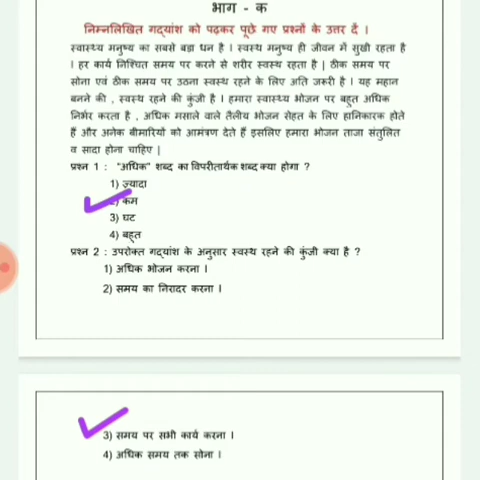 भाग - क
निम्नलिखित गद्यांश को पढ़कर पूछे गए प्रश्नों के उत्तर दें ।
स्वास्थ्य मनुष्य का सबसे बड़ा धन है । स्वस्थ मनुष्य ही जीवन में सुखी रहता है
। हर कार्य निश्चित समय पर करने से शरीर स्वस्थ रहता है | ठीक समय पर
सोना एवं ठीक समय पर उठना स्वस्थ रहने के लिए अति जरूरी है । यह महान
बनने की , स्वस्थ रहने की कुंजी है । हमारा स्वास्थ्य भोजन पर बहुत अधिक
निर्भर करता है , अधिक मसाले वाले तैलीय भोजन सेहत के लिए हानिकारक होते
हैं और अनेक बीमारियों को आमंत्रण देते हैं इसलिए हमारा भोजन ताजा संतुलित
व सादा होना चाहिए |
प्रश्न 1 : "अधिक" शब्द का विपरीतार्थक शब्द क्या होगा ?
1) ज़्यादा
2) कम
3) घट
4) बहुत
प्रश्न 2 : उपरोक्त गद्यांश के अनुसार स्वस्थ रहने की कुंजी क्या है ?
1) अधिक भोजन करना ।
2) समय का निरादर करना ।
3) समय पर सभी कार्य करना ।
4) अधिक समय तक सोना ।